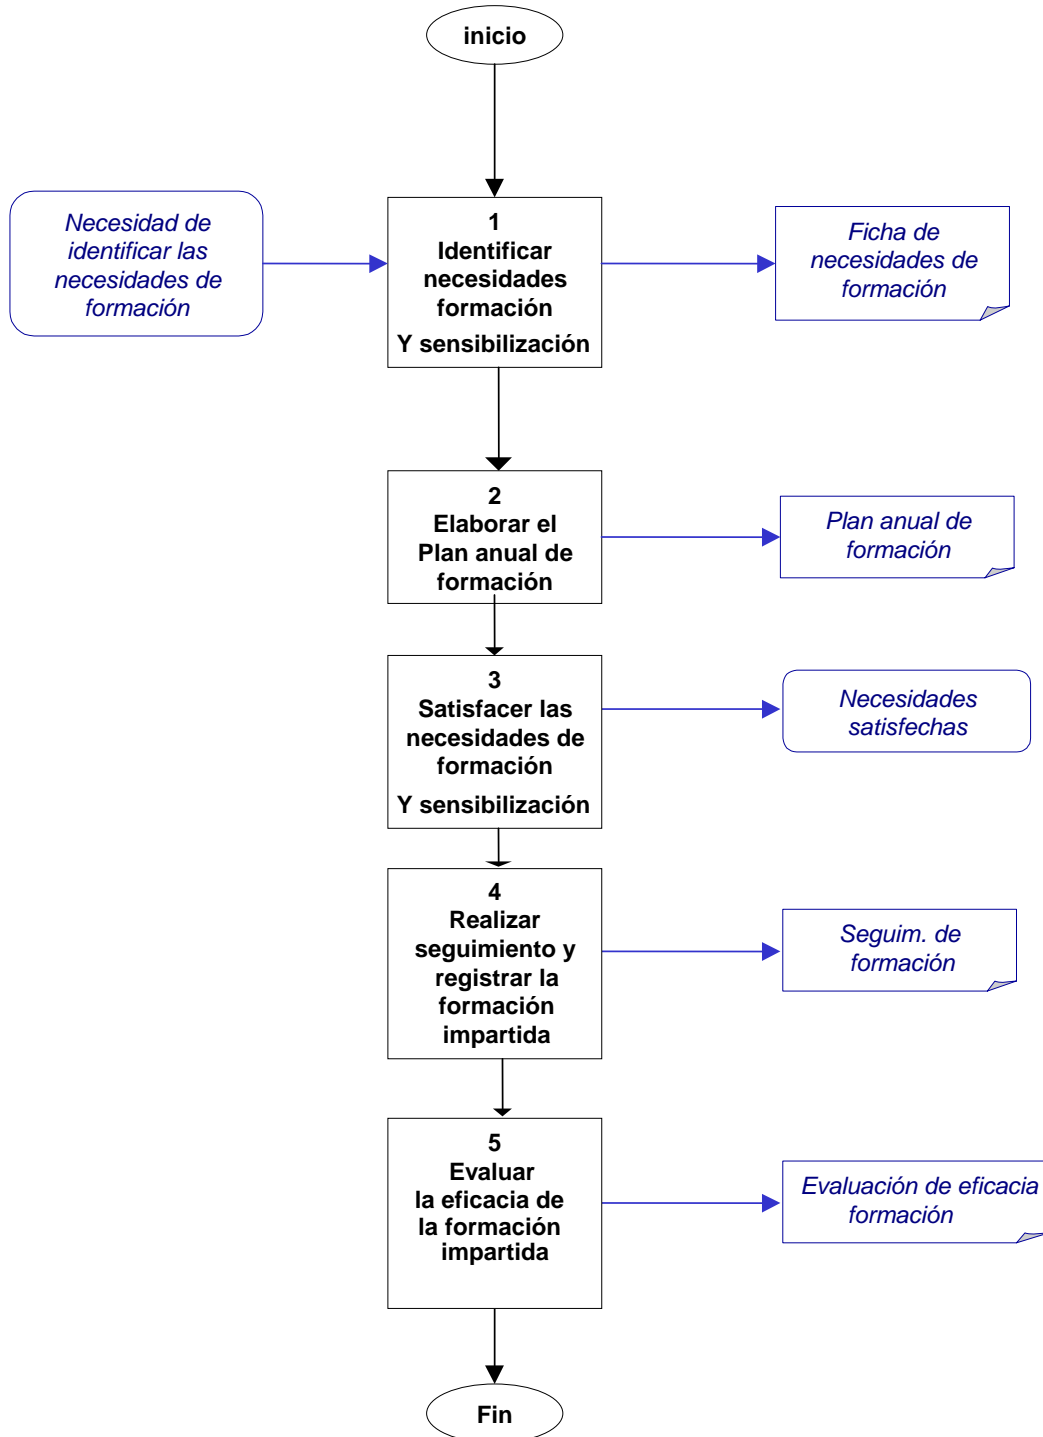 inicio
Necesidad de
identificar las
necesidades de
formación
1
Identificar
necesidades
formación
Y sensibilización
Ficha de
necesidades de
formación
2
Elaborar el
Plan anual de
formación
Plan anual de
formación
3
Satisfacer las
necesidades de
formación
Y sensibilización
Necesidades
satisfechas
4
Realizar
seguimiento y
registrar la
formación
impartida
Seguim. de
formación
5
Evaluar
la eficacia de
la formación
impartida
Evaluación de eficacia
formación
Fin